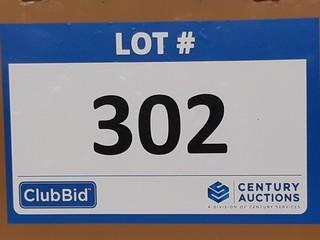 LOT #
302
ClubBid
CENTURY
AUCTIONS
A DIVISION OF CENTURY SERVICES